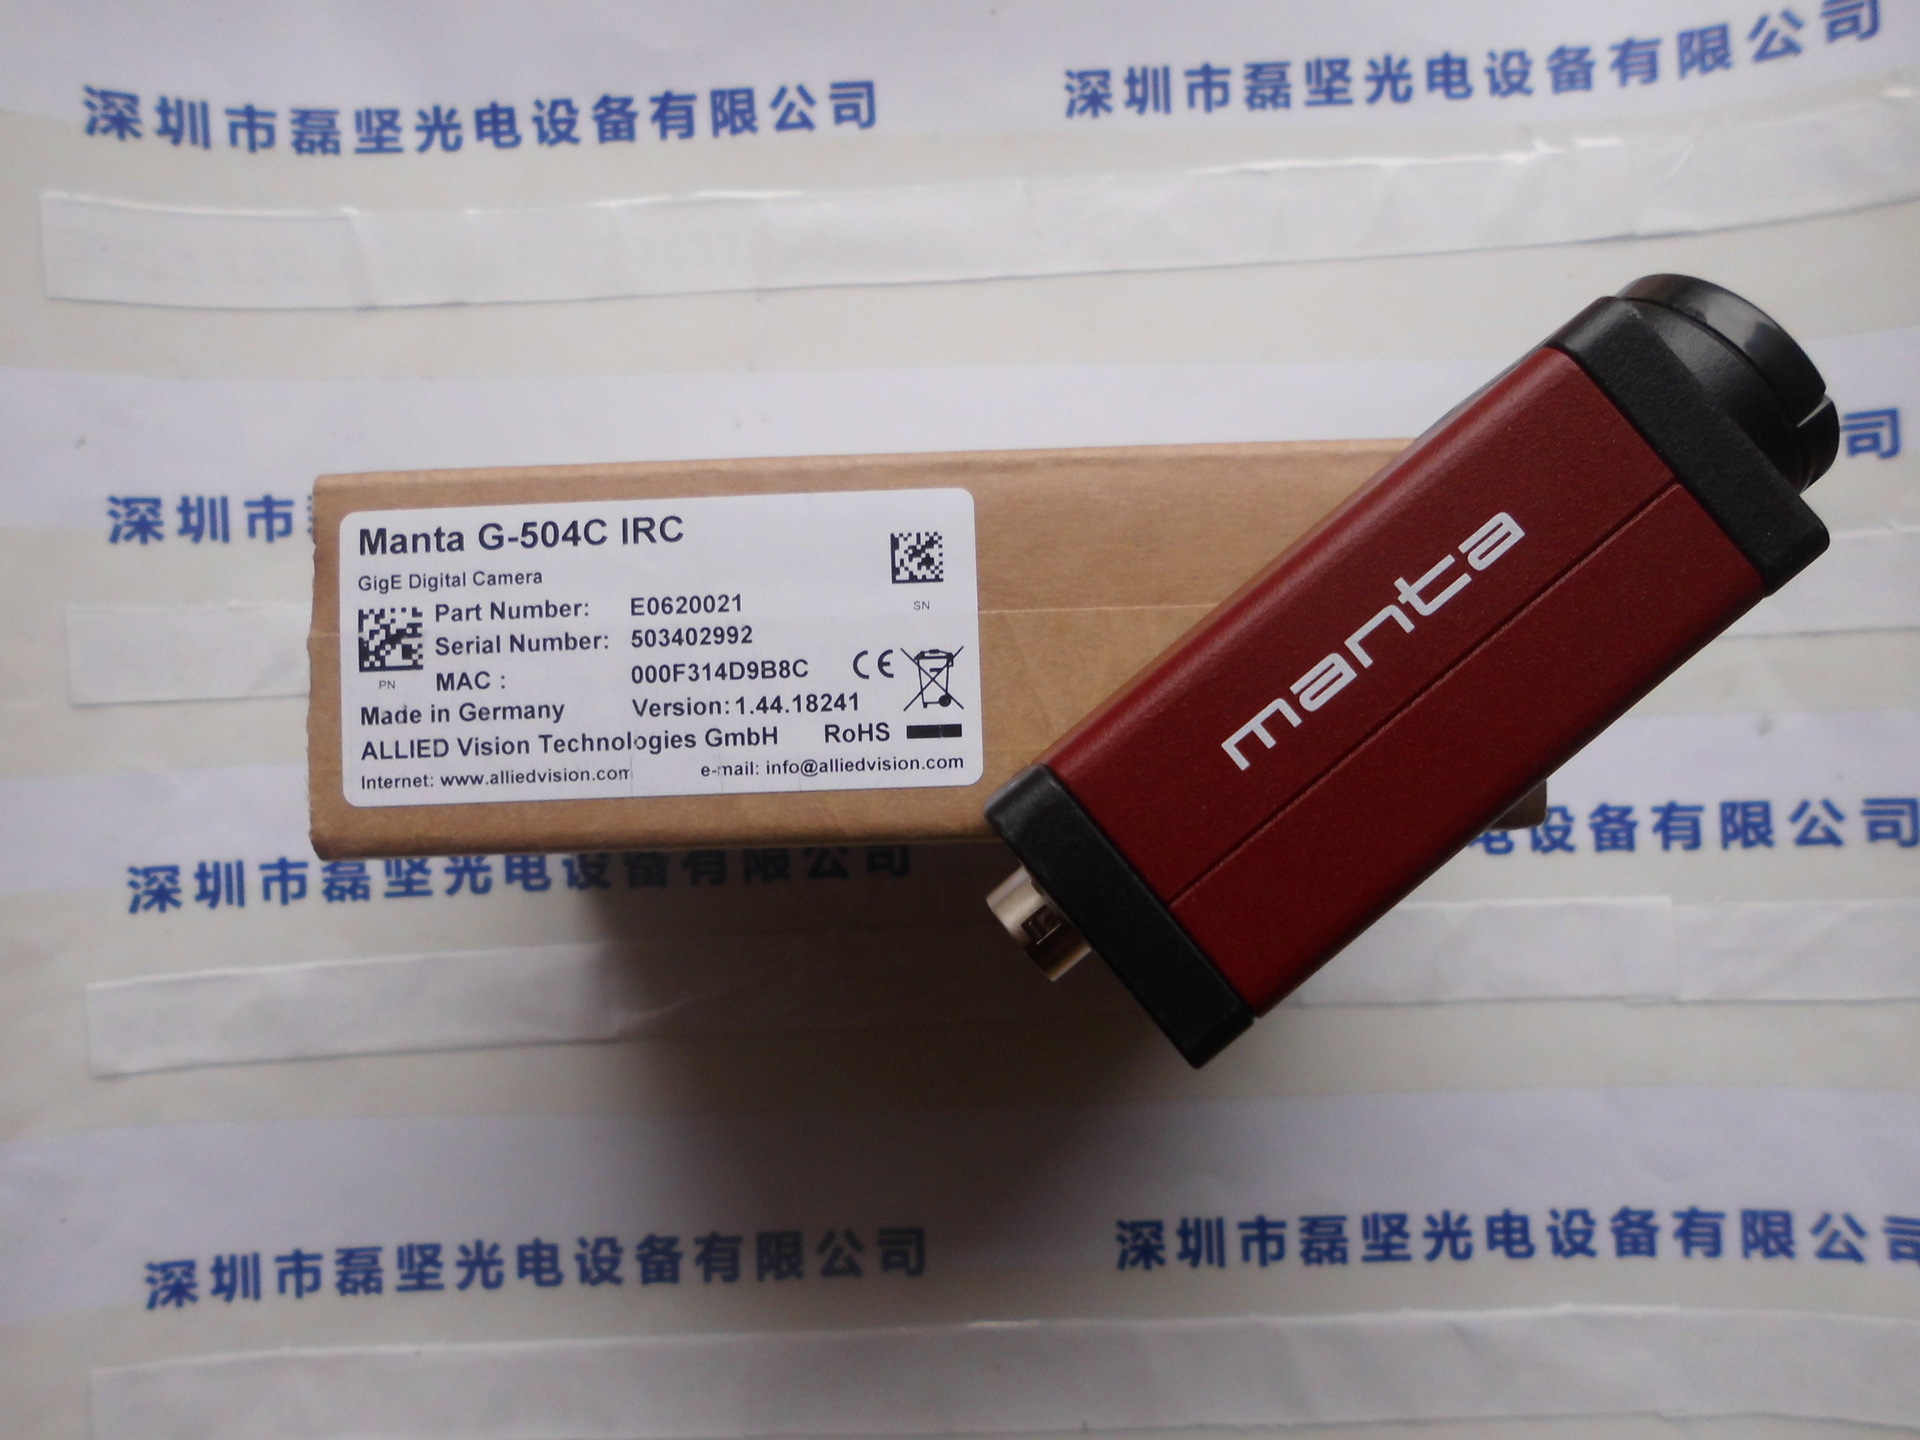 深圳市磊坚光电设备有限公司
深圳市磊坚光电设备有限公司
深圳市
司
Manta G-504C IRC
GigE Digital Camera
SN
Part Number: E0620021
Serial Number: 503402992
PN
MAC : 000F314D9B8C
CE
Made in Germany Version: 1.44.18241
ALLIED Vision Technologies GmbH RoHS
Internet: www.alliedvision.com e-mail: info@alliedvision.com
manta
深圳市磊坚光电设备有限公司
电设备有限公司
深圳市磊坚光电设备有限公司
深圳市磊坚光电设备有限公司